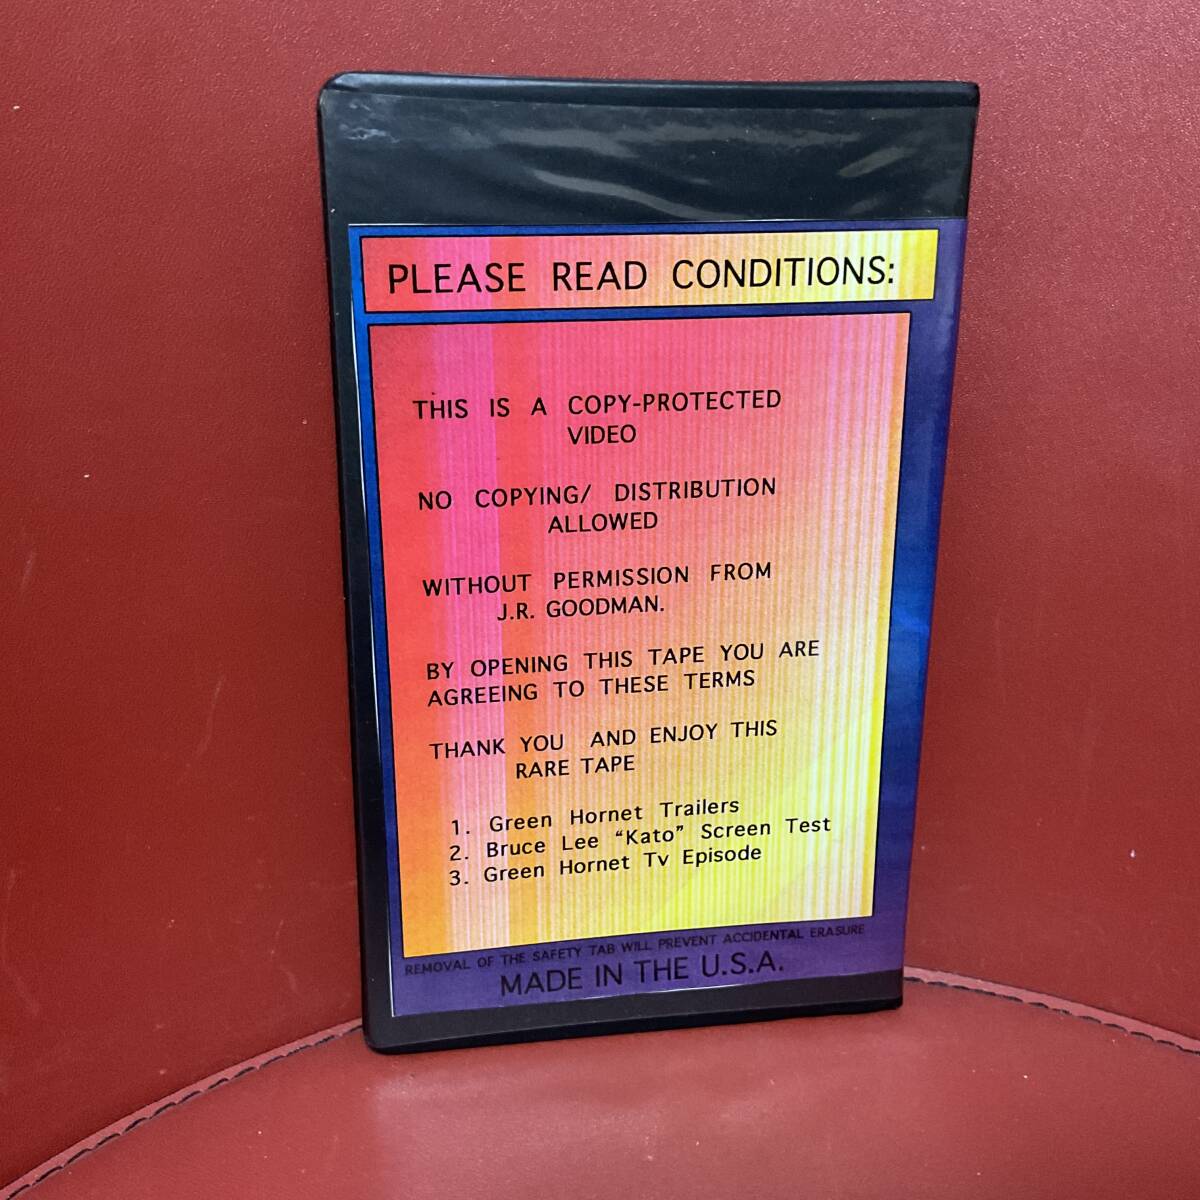 PLEASE READ CONDITIONS:
THIS IS A COPY-PROTECTED
VIDEO
NO COPYING/ DISTRIBUTION
ALLOWED
WITHOUT PERMISSION FROM
J.R. GOODMAN.
BY OPENING THIS TAPE YOU ARE
AGREEING TO THESE TERMS
THANK YOU AND ENJOY THIS
RARE TAPE
1. Green Hornet Trailers
2. Bruce Lee "Kato" Screen Test
3. Green Hornet Tv Episode
REMOVAL OF THE SAFETY TAB WILL PREVENT ACCIDENTAL ERASURE
MADE IN THE U.S.A.